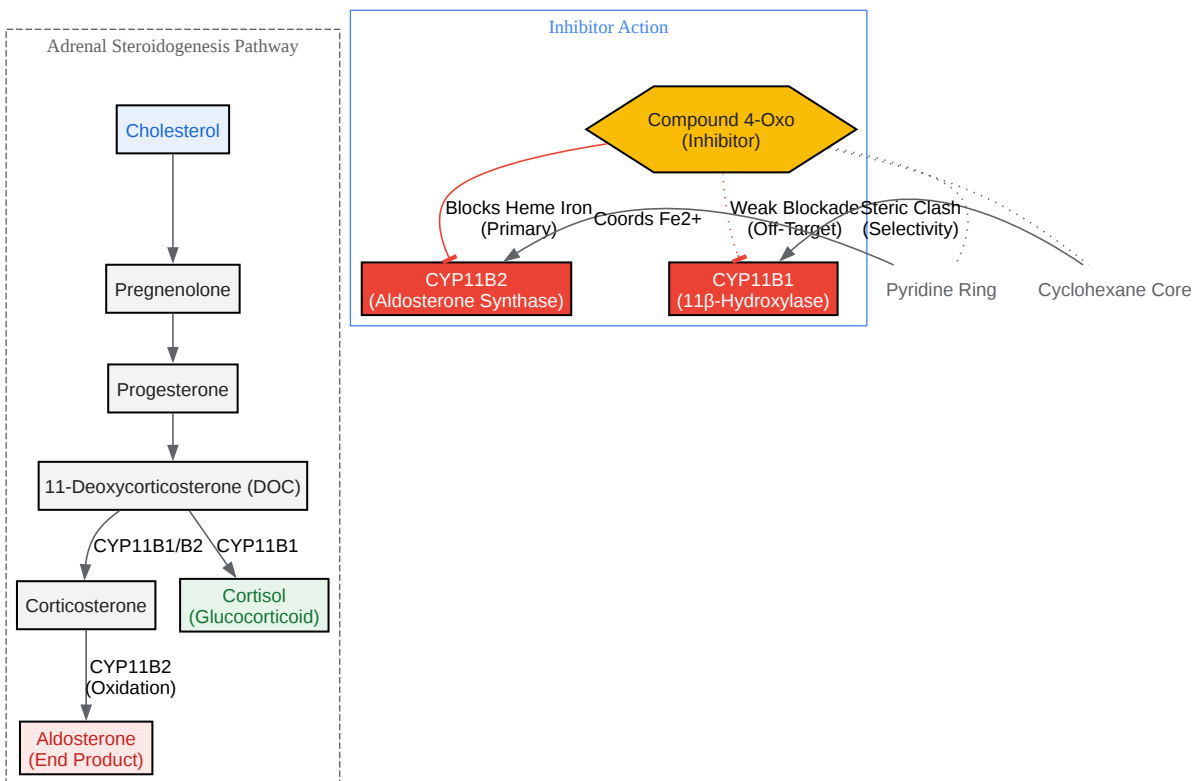 Adrenal Steroidogenesis Pathway
Cholesterol
Pregnenolone
Progesterone
11-Deoxycorticosterone (DOC)
CYP11B1/B2
CYP11B1
Corticosterone
Cortisol
(Glucocorticoid)
CYP11B2
(Oxidation)
Aldosterone
(End Product)
Inhibitor Action
Compound 4-Oxo
(Inhibitor)
Blocks Heme Iron
(Primary)
Coords Fe2+
Weak Blockade
(Off-Target)
Steric Clash
(Selectivity)
CYP11B2
(Aldosterone Synthase)
CYP11B1
(11β-Hydroxylase)
Pyridine Ring
Cyclohexane Core